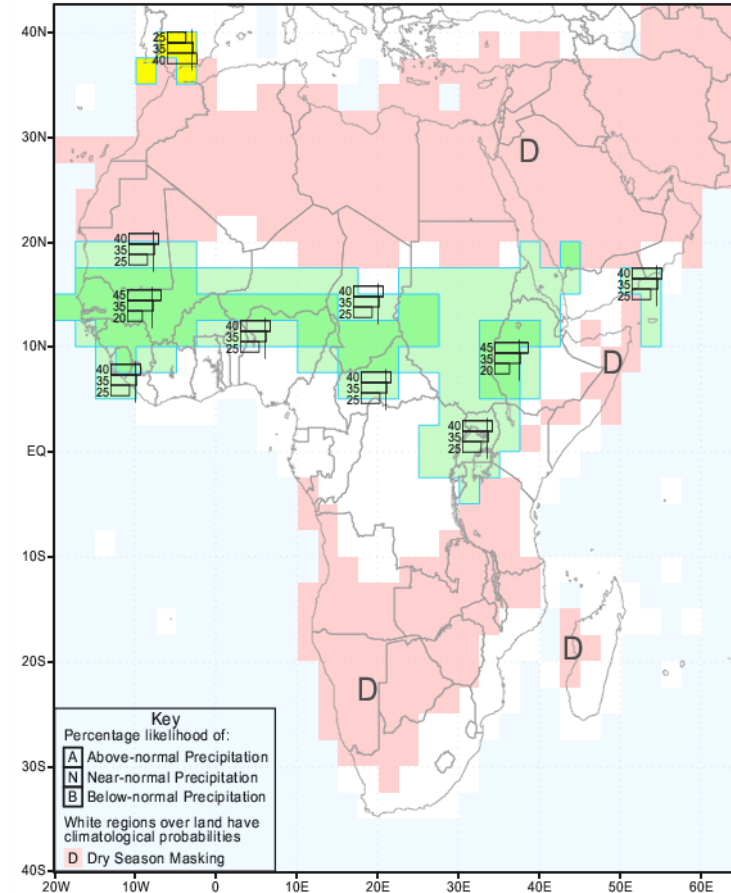 40N
25
35
40
30N
D
20N
40
35
25
45
35
20
40
35
25
40
35
25
40
35
25
10N
45
35
20
D
40
35
25
40
35
25
EQ
40
35
25
10S
20S
D
D
30S
40S
Key
Percentage likelihood of:
A Above-normal Precipitation
N Near-normal Precipitation
B Below-normal Precipitation
White regions over land have
climatological probabilities
D Dry Season Masking
20W 10W 0 10E 20E 30E 40E 50E 60E